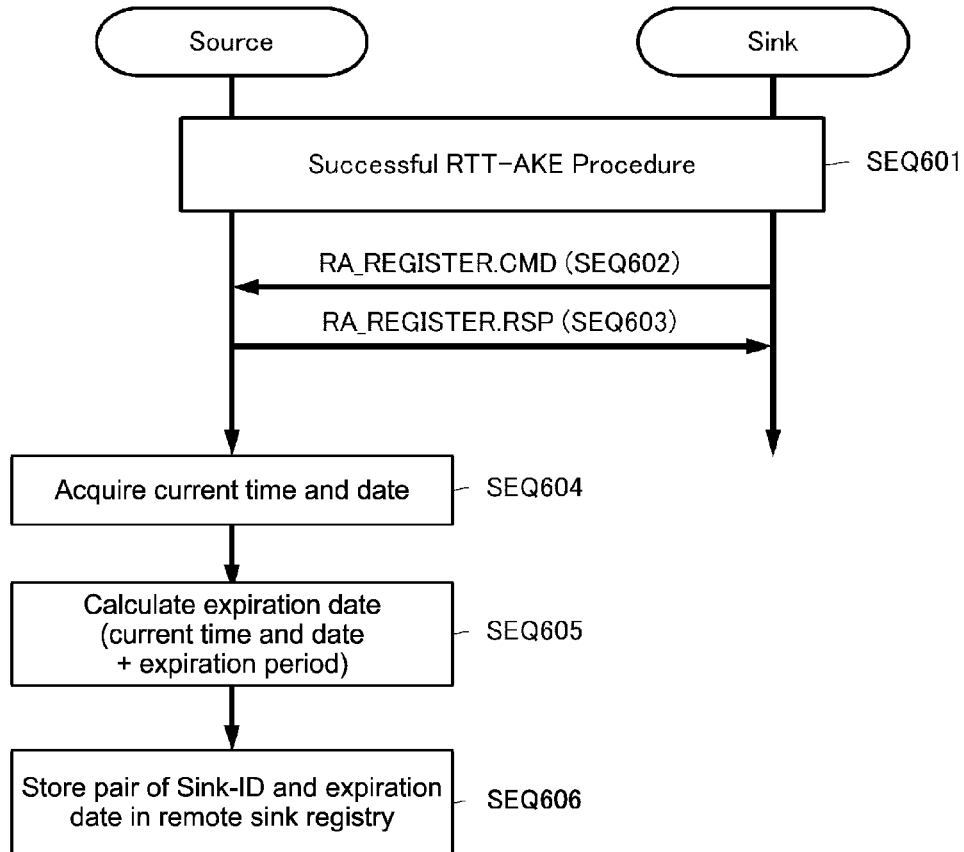 Source
Sink
Successful RTT-AKE Procedure
SEQ601
RA_REGISTER.CMD (SEQ602)
RA_REGISTER.RSP (SEQ603)
Acquire current time and date
SEQ604
Calculate expiration date
(current time and date
+ expiration period)
SEQ605
Store pair of Sink-ID and expiration
date in remote sink registry
SEQ606